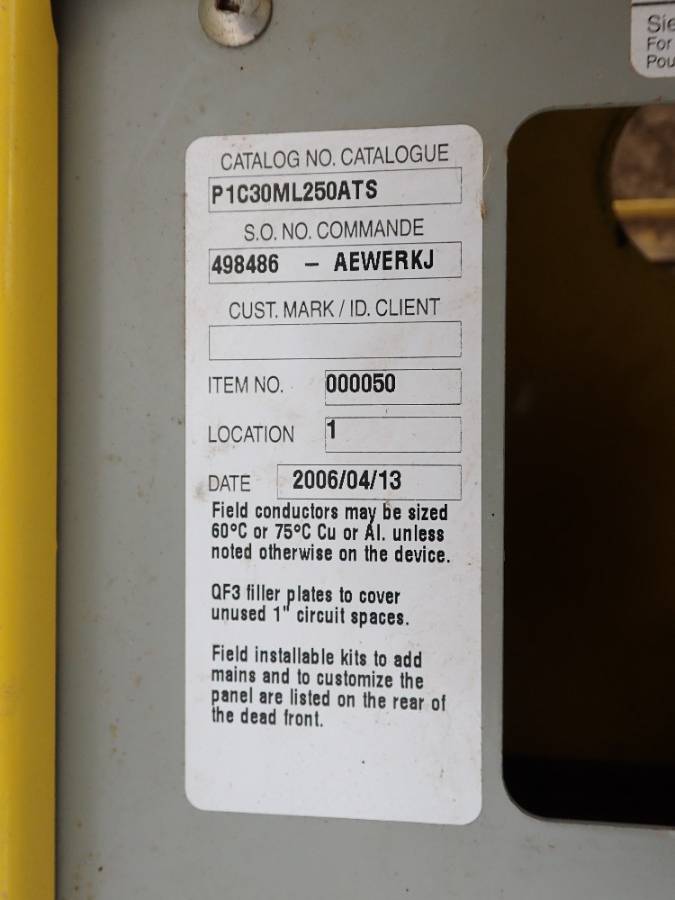 Sie
For
Pou
CATALOG NO. CATALOGUE
P1C30ML250ATS
S.O. NO. COMMANDE
498486 – AEWERKJ
CUST. MARK / ID. CLIENT
ITEM NO. 000050
LOCATION 1
DATE 2006/04/13
Field conductors may be sized
60°C or 75°C Cu or Al. unless
noted otherwise on the device.
QF3 filler plates to cover
unused 1" circuit spaces.
Field installable kits to add
mains and to customize the
panel are listed on the rear of
the dead front.